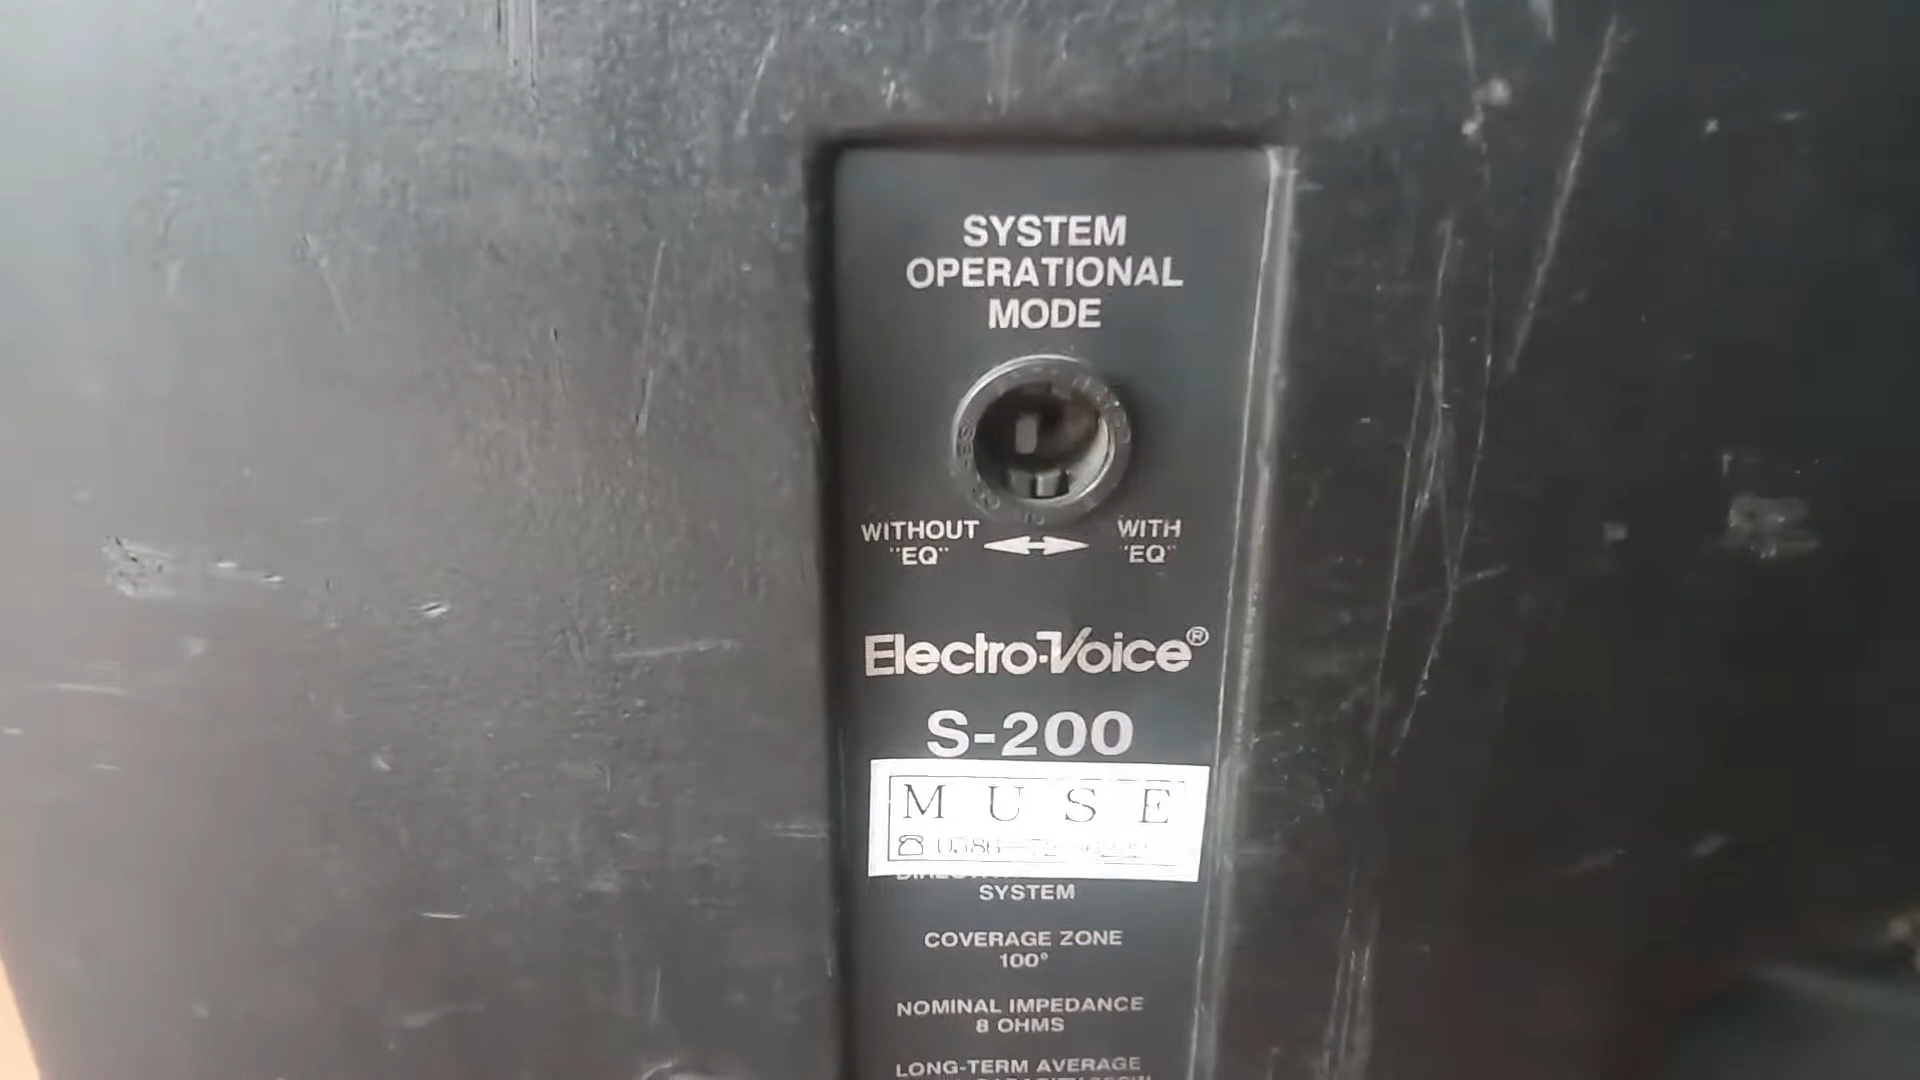 SYSTEM
OPERATIONAL
MODE
WITHOUT
"EQ"
WITH
"EQ"
Electro-Voice®
S-200
M U S E
SYSTEM
COVERAGE ZONE
100°
NOMINAL IMPEDANCE
8 OHMS
LONG-TERM AVERAGE